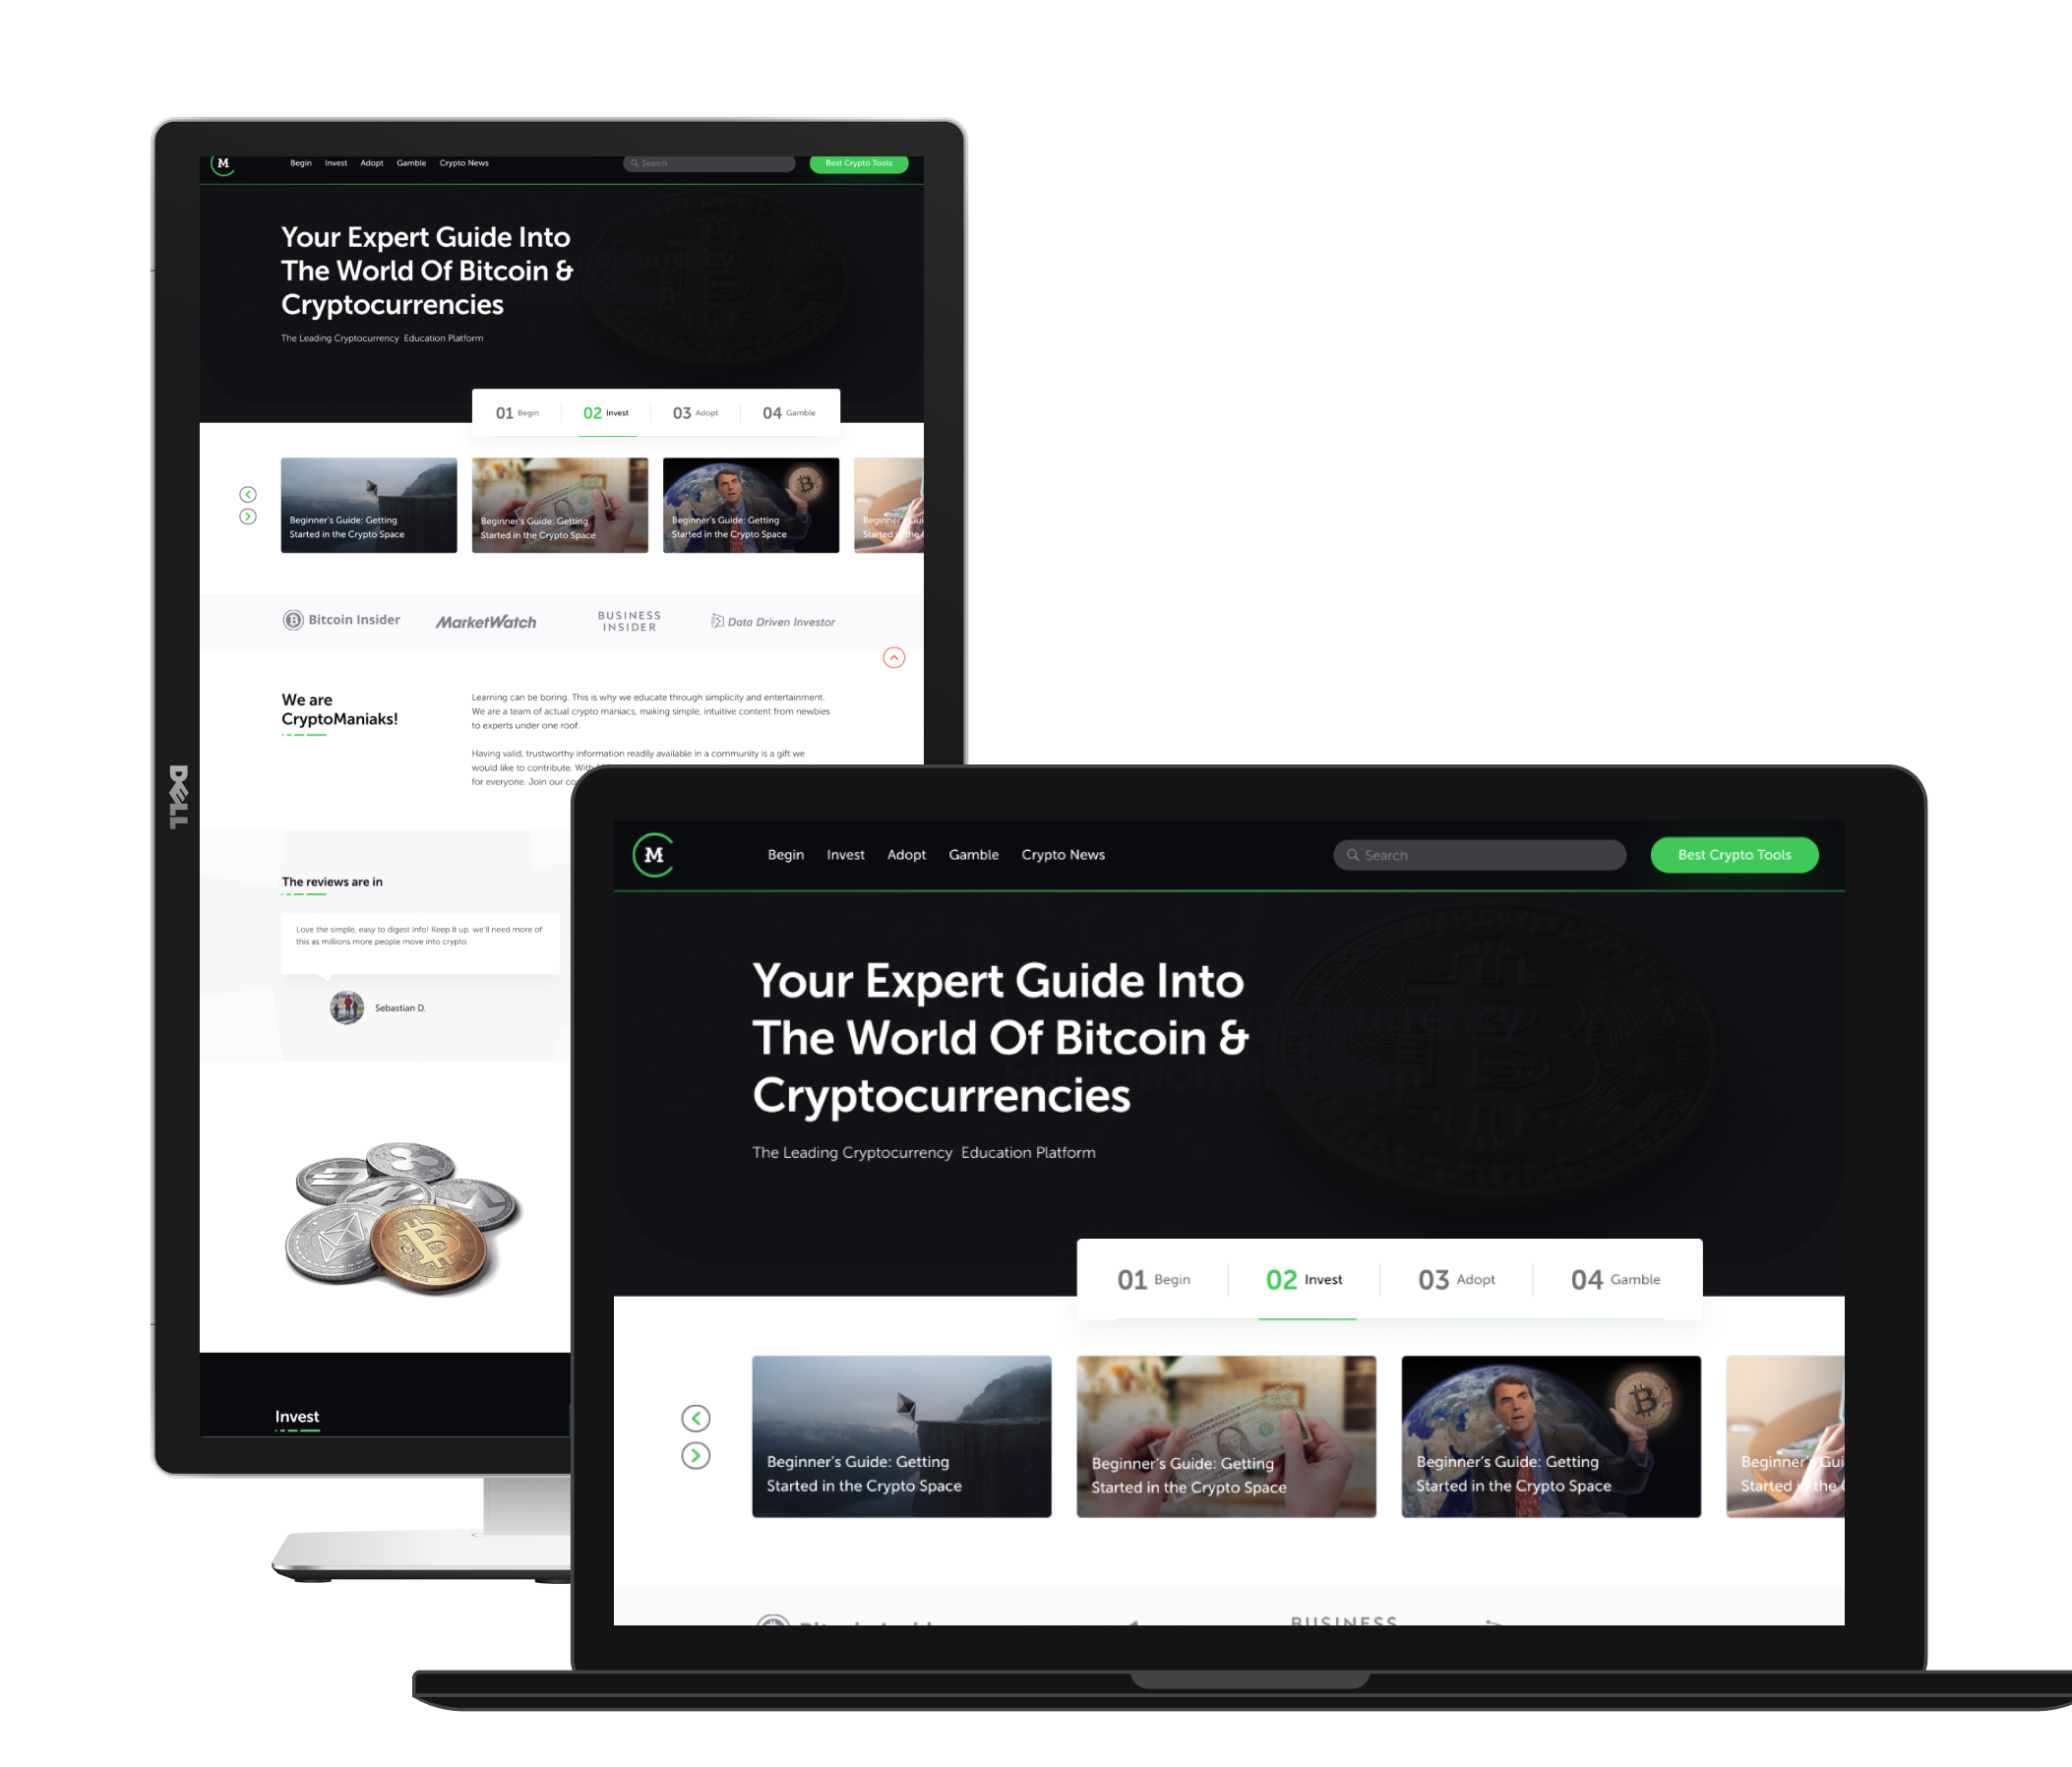 M
Begin Invest Adopt Gamble Crypto News
Search
Best Crypto Tools
Your Expert Guide Into
The World Of Bitcoin &
Cryptocurrencies
The Leading Cryptocurrency Education Platform
01 Begin
02 Invest
03 Adopt
04 Gamble
Beginner's Guide: Getting
Started in the Crypto Space
Beginner's Guide: Getting
Started in the Crypto Space
Beginner's Guide: Getting
Started in the Crypto Space
Beginner's Gui
Started in the
Bitcoin Insider
MarketWatch
BUSINESS
INSIDER
Data Driven Investor
We are
CryptoManiaks!
Learning can be boring. This is why we educate through simplicity and entertainment.
We are a team of actual crypto maniacs, making simple, intuitive content from newbies
to experts under one roof.
Having valid, trustworthy information readily available in a community is a gift we
would like to contribute. With
for everyone. Join our co
DELL
The reviews are in
Love the simple, easy to digest info! Keep it up, we'll need more of
this as millions more people move into crypto.
Sebastian D.
Invest
M
Begin Invest Adopt Gamble Crypto News
Search
Best Crypto Tools
Your Expert Guide Into
The World Of Bitcoin &
Cryptocurrencies
The Leading Cryptocurrency Education Platform
01 Begin
02 Invest
03 Adopt
04 Gamble
Beginner's Guide: Getting
Started in the Crypto Space
Beginner's Guide: Getting
Started in the Crypto Space
Beginner's Guide: Getting
Started in the Crypto Space
Beginner's Gui
Started in the
BUSINESS